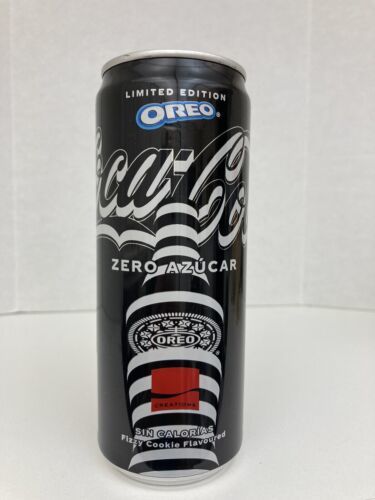 LIMITED EDITION
OREO®
Coca-Cola
ZERO AZÚCAR
OREO
CREATIONS
SIN CALORÍAS
Fizzy Cookie Flavoured